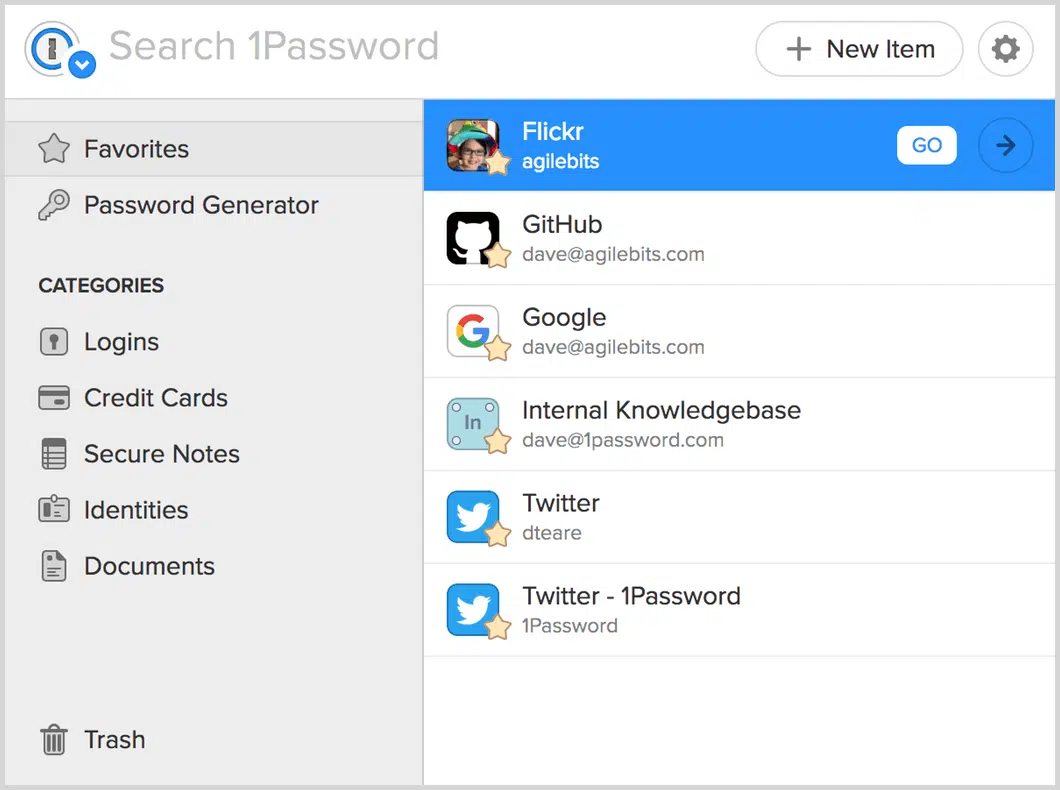 Search 1Password
New Item
Favorites
Password Generator
CATEGORIES
Logins
Credit Cards
Secure Notes
Identities
Documents
Trash
Flickr
agilebits
GO
GitHub
dave@agilebits.com
Google
dave@agilebits.com
In
Internal Knowledgebase
dave@1password.com
Twitter
dteare
Twitter - 1Password
1Password